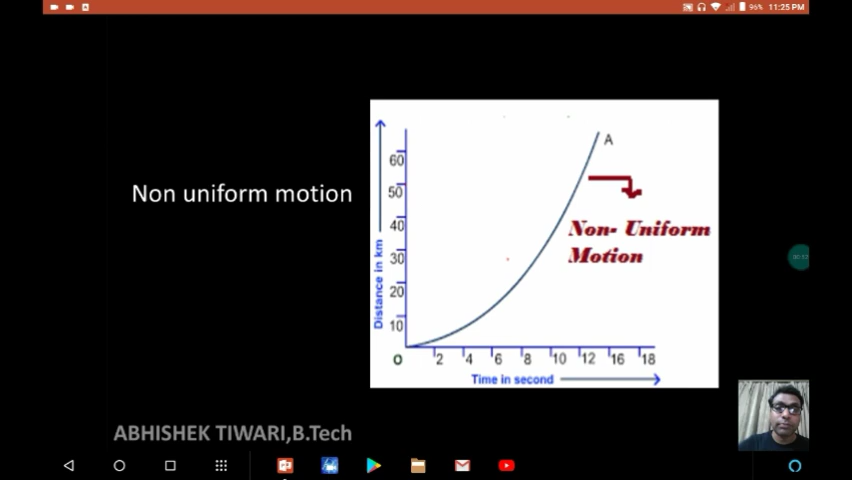 96% 11:25 PM
Non uniform motion
60
50
40
30
20
10
O
2 4 6 8 10 12 16 18
Distance in km
Time in second
A
Non- Uniform
Motion
ABHISHEK TIWARI,B.Tech